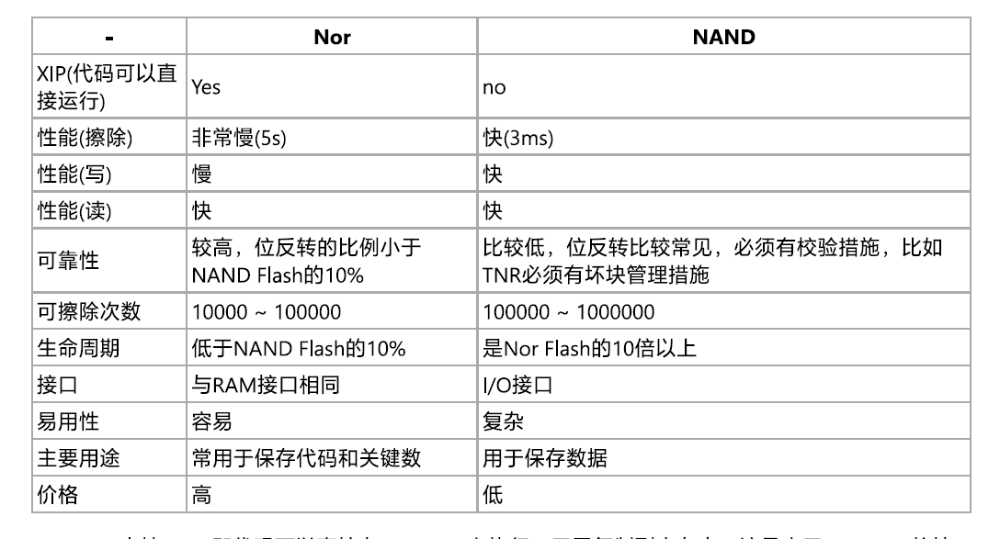 - Nor NAND
XIP(代码可以直
接运行) Yes no
性能(擦除) 非常慢(5s) 快(3ms)
性能(写) 慢 快
性能(读) 快 快
可靠性 较高，位反转的比例小于
NAND Flash的10% 比较低，位反转比较常见，必须有校验措施，比如
TNR必须有坏块管理措施
可擦除次数 10000 ~ 100000 100000 ~ 1000000
生命周期 低于NAND Flash的10% 是Nor Flash的10倍以上
接口 与RAM接口相同 I/O接口
易用性 容易 复杂
主要用途 常用于保存代码和关键数 用于保存数据
价格 高 低